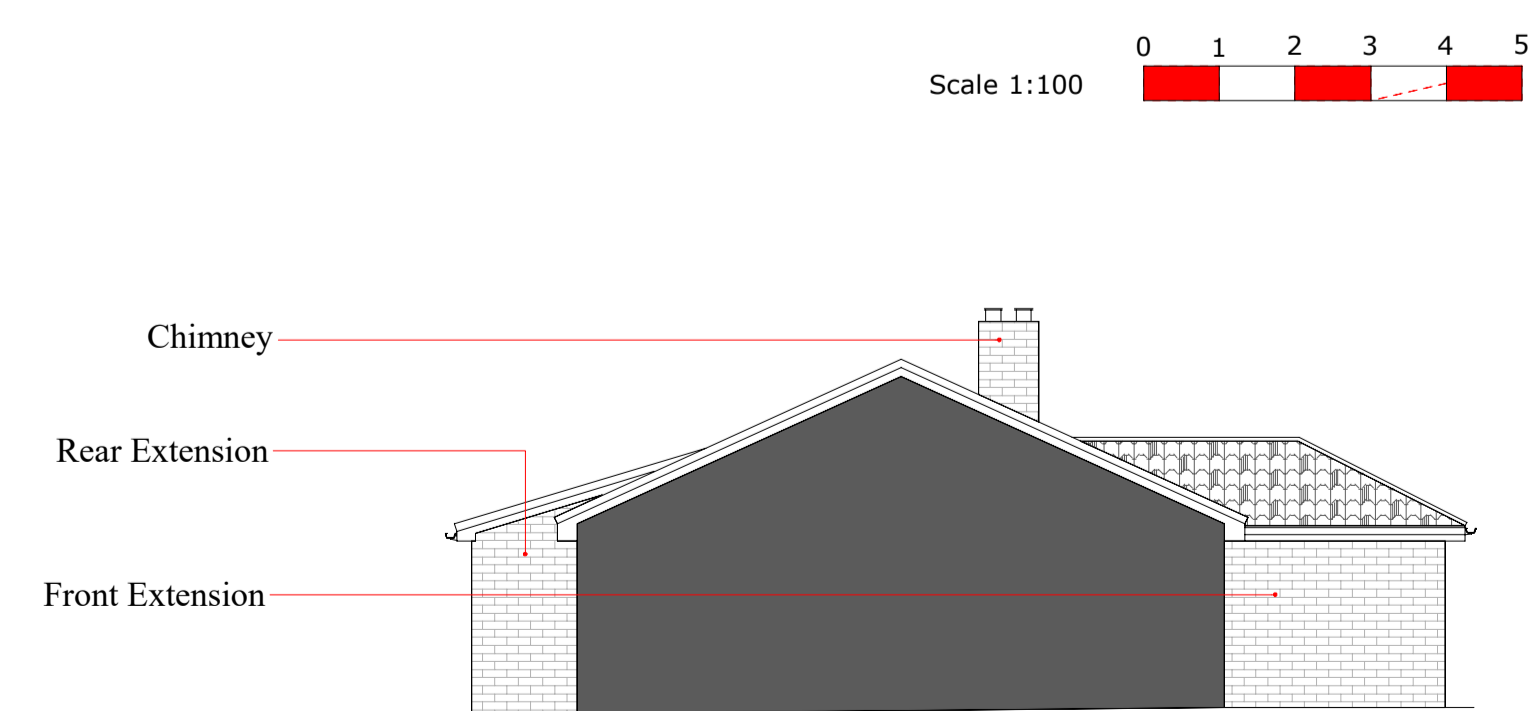 0 1 2 3 4 5
Scale 1:100
Chimney
Rear Extension
Front Extension